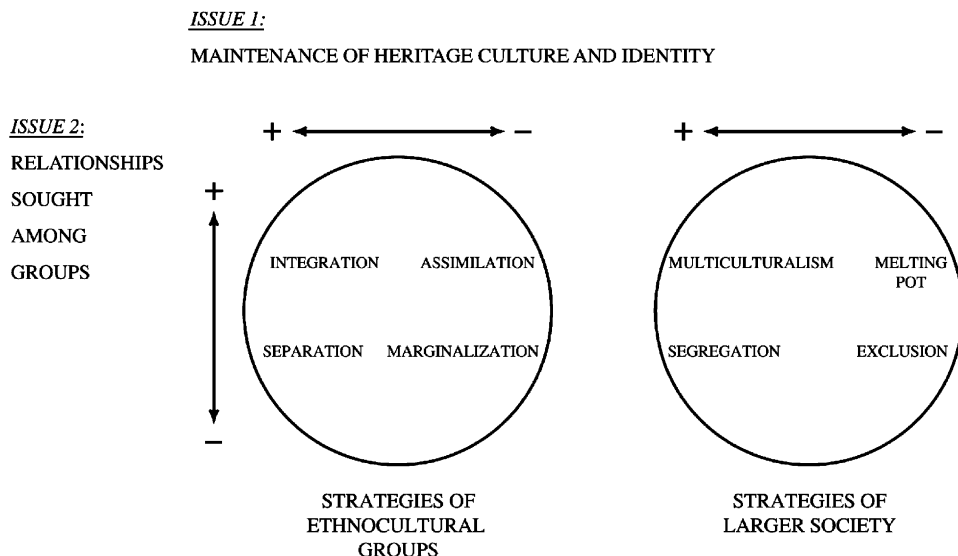 ISSUE 1:
MAINTENANCE OF HERITAGE CULTURE AND IDENTITY
ISSUE 2:
RELATIONSHIPS
SOUGHT
AMONG
GROUPS
+ −
+ −
+
−
INTEGRATION ASSIMILATION
SEPARATION MARGINALIZATION
MULTICULTURALISM MELTING
POT
SEGREGATION EXCLUSION
STRATEGIES OF
ETHNOCULTURAL
GROUPS
STRATEGIES OF
LARGER SOCIETY